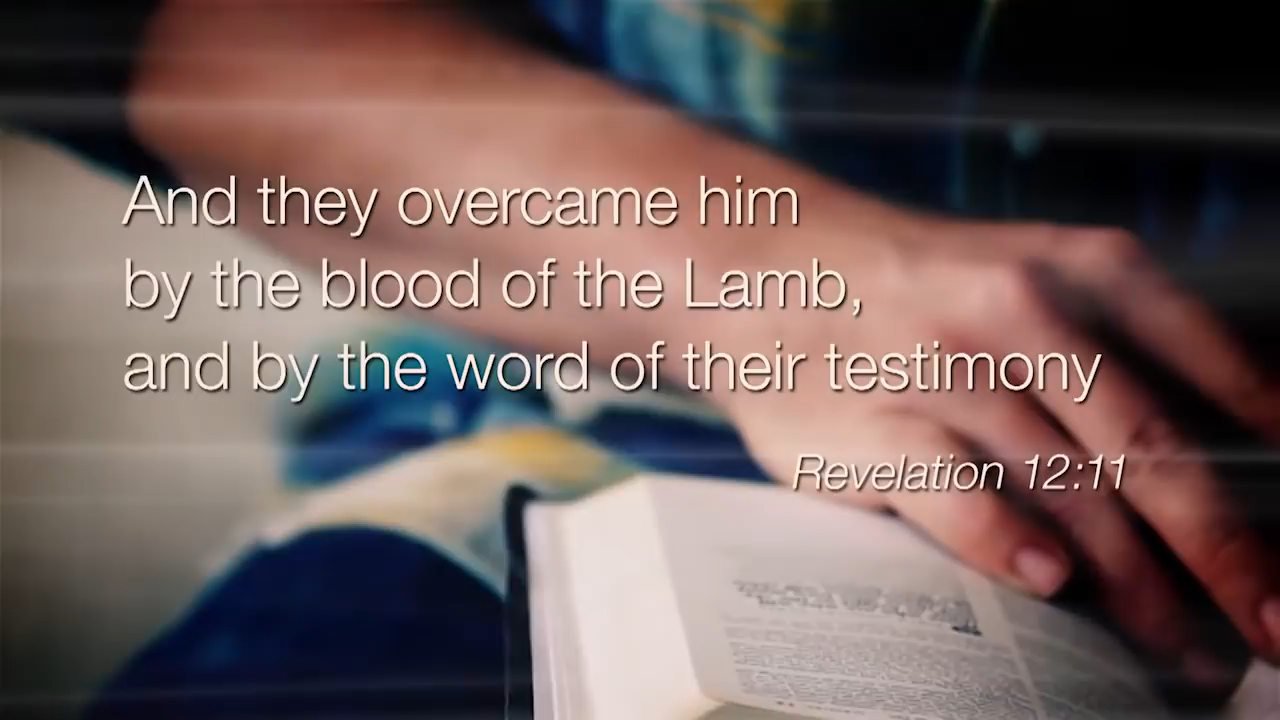 And they overcame him
by the blood of the Lamb,
and by the word of their testimony
Revelation 12:11